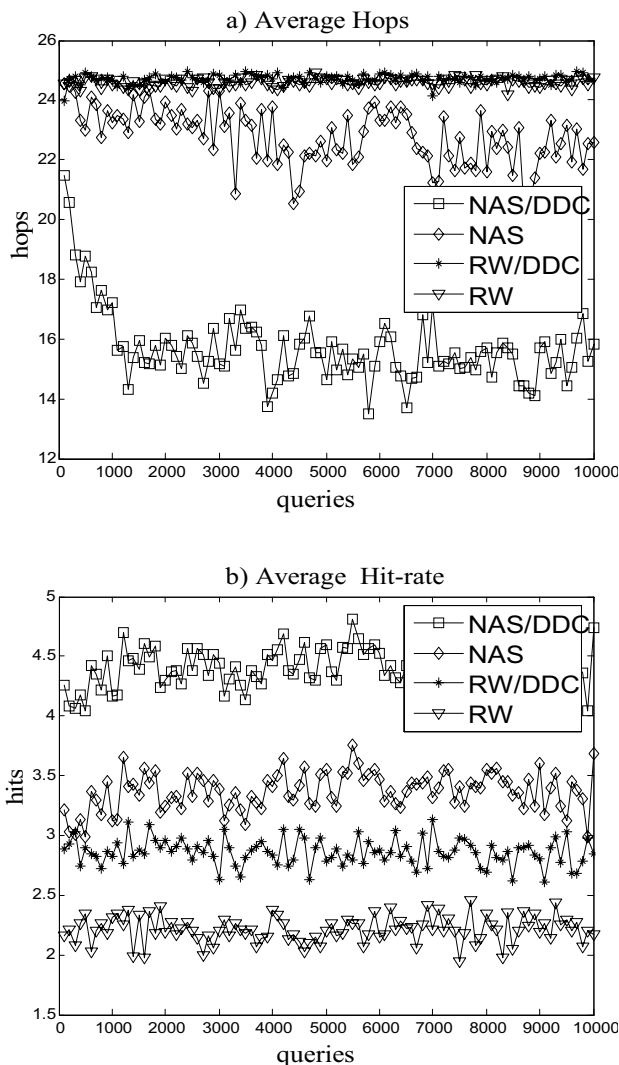 a) Average Hops
26
24
22
20
18
16
14
12
hops
NAS/DDC
NAS
RW/DDC
RW
0 1000 2000 3000 4000 5000 6000 7000 8000 9000 10000
queries
b) Average Hit-rate
5
4.5
4
3.5
3
2.5
2
1.5
hits
NAS/DDC
NAS
RW/DDC
RW
0 1000 2000 3000 4000 5000 6000 7000 8000 9000 10000
queries